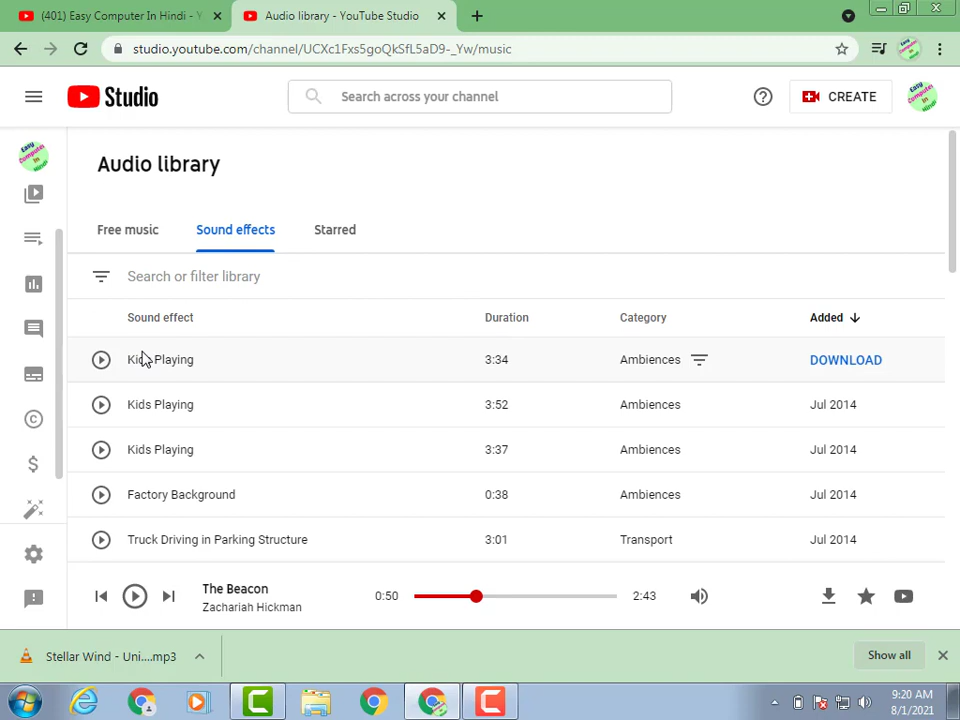 (401) Easy Computer In Hindi - Y
Audio library - YouTube Studio
studio.youtube.com/channel/UCXc1Fxs5goQkSfL5aD9-_Yw/music
Studio
Search across your channel
CREATE
Easy Computer In Hindi
Audio library
Free music Sound effects Starred
Search or filter library
Sound effect Duration Category Added
Kids Playing 3:34 Ambiences DOWNLOAD
Kids Playing 3:52 Ambiences Jul 2014
Kids Playing 3:37 Ambiences Jul 2014
Factory Background 0:38 Ambiences Jul 2014
Truck Driving in Parking Structure 3:01 Transport Jul 2014
The Beacon
Zachariah Hickman
0:50 2:43
Stellar Wind - Uni....mp3
Show all
9:20 AM
8/1/2021